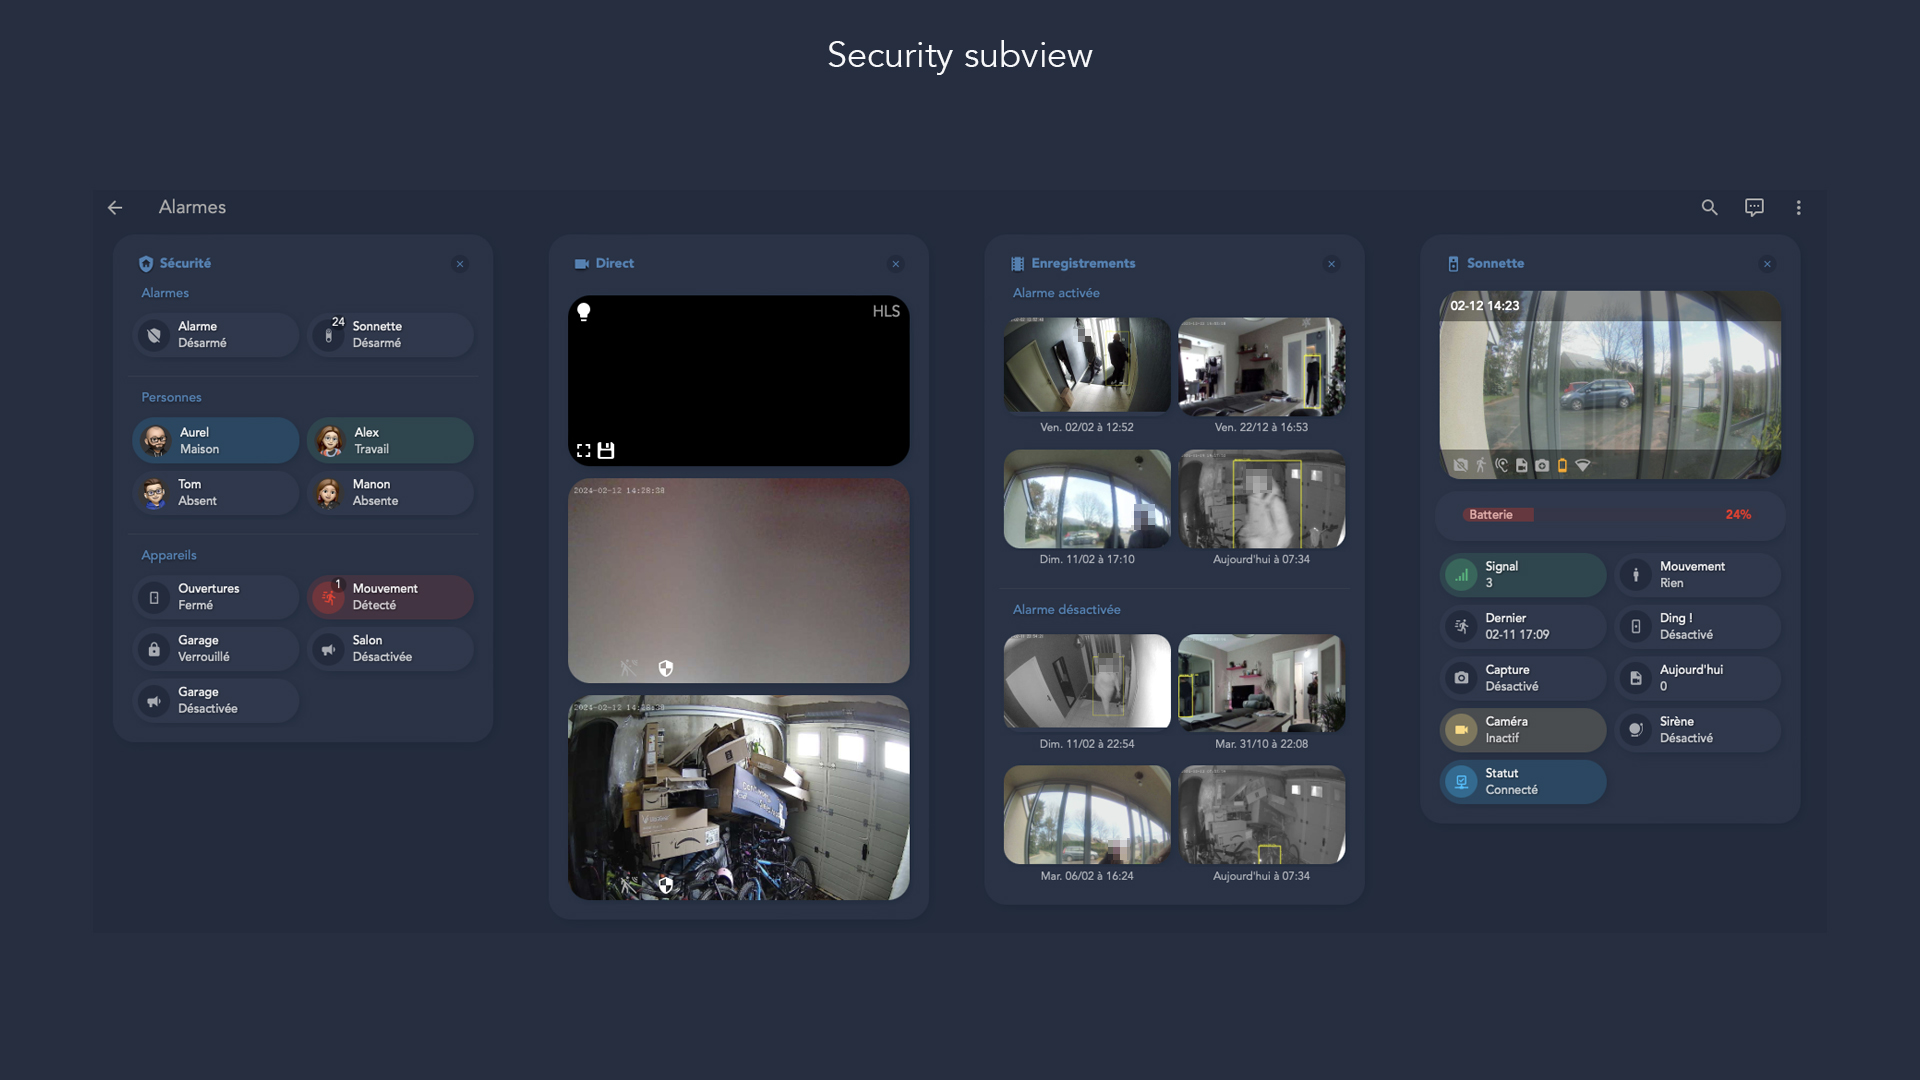 Security subview
Alarmes
Sécurité
Alarmes
Alarme
Désarmé
24
Sonnette
Désarmé
Personnes
Aurel
Maison
Alex
Travail
Tom
Absent
Manon
Absente
Appareils
Ouvertures
Fermé
1
Mouvement
Détecté
Garage
Verrouillé
Salon
Désactivée
Garage
Désactivée
Direct
HLS
2024-02-12 14:28:38
2024-02-12 14:28:38
Enregistrements
Alarme activée
Ven. 02/02 à 12:52
Ven. 22/12 à 16:53
Dim. 11/02 à 17:10
Aujourd'hui à 07:34
Alarme désactivée
Dim. 11/02 à 22:54
Mar. 31/10 à 22:08
Mar. 06/02 à 16:24
Aujourd'hui à 07:34
Sonnette
02-12 14:23
Batterie
24%
Signal
3
Mouvement
Rien
Dernier
02-11 17:09
Ding !
Désactivé
Capture
Désactivé
Aujourd'hui
0
Caméra
Inactif
Sirène
Désactivé
Statut
Connecté